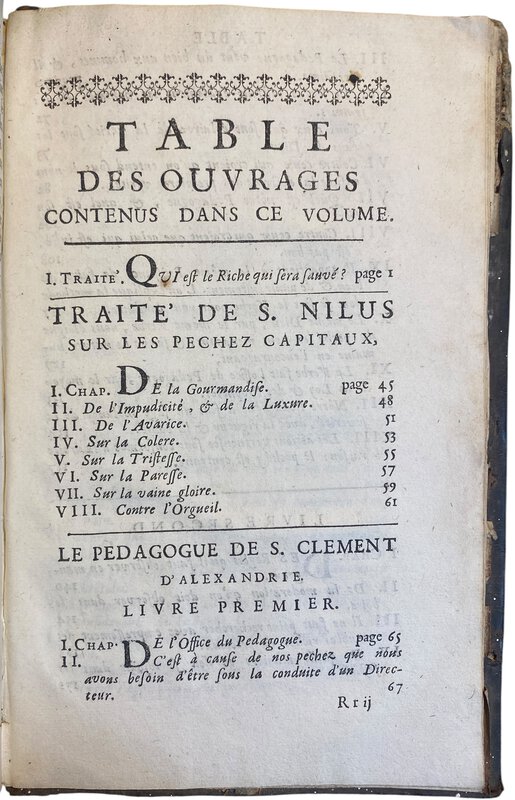 TABLE
DES OUVRAGES
CONTENUS DANS CE VOLUME.
I. TRAITE'. QUI eſt le Riche qui ſera ſauvé? page 1
TRAITE' DE S. NILUS
SUR LES PECHEZ CAPITAUX,
I. CHAP. DE la Gourmandiſe. page 45
II. De l'Impudicité, & de la Luxure. 48
III. De l'Avarice. 51
IV. Sur la Colere. 53
V. Sur la Triſteſſe. 55
VI. Sur la Pareſſe. 57
VII. Sur la vaine gloire. 59
VIII. Contre l'Orgueil. 61
LE PEDAGOGUE DE S. CLEMENT
D'ALEXANDRIE.
LIVRE PREMIER.
I. CHAP. DE l'Office du Pedagogue. page 65
II. C'eſt à cauſe de nos pechez que nous
avons beſoin d'être ſous la conduite d'un Direc-
teur. 67
Rrij